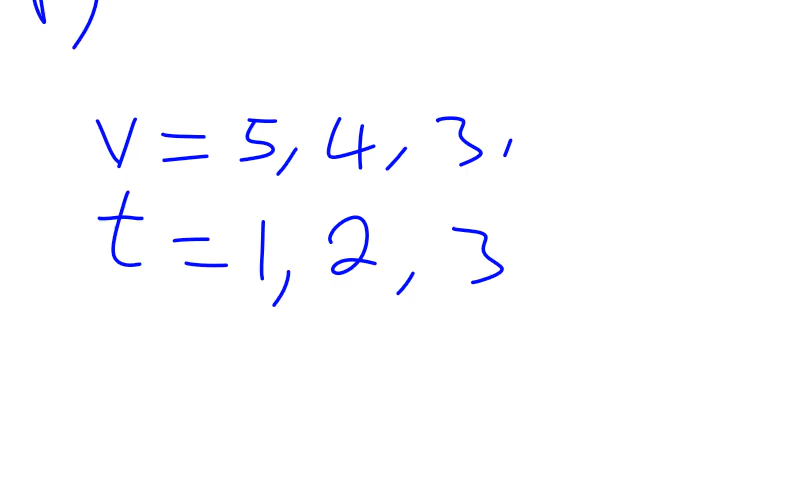 v = 5, 4, 3,
t = 1, 2, 3